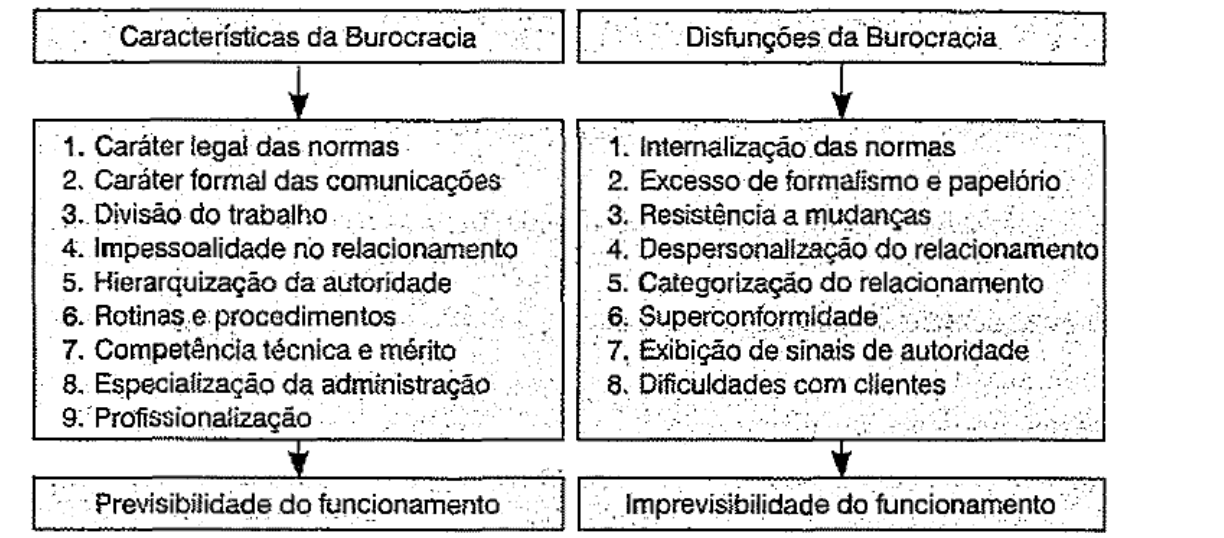 Características da Burocracia
1. Caráter legal das normas
2. Caráter formal das comunicações
3. Divisão do trabalho
4. Impessoalidade no relacionamento
5. Hierarquização da autoridade
6. Rotinas e procedimentos
7. Competência técnica e mérito
8. Especialização da administração
9. Profissionalização
Previsibilidade do funcionamento
Disfunções da Burocracia
1. Internalização das normas
2. Excesso de formalismo e papelório
3. Resistência a mudanças
4. Despersonalização do relacionamento
5. Categorização do relacionamento
6. Superconformidade
7. Exibição de sinais de autoridade
8. Dificuldades com clientes
Imprevisibilidade do funcionamento